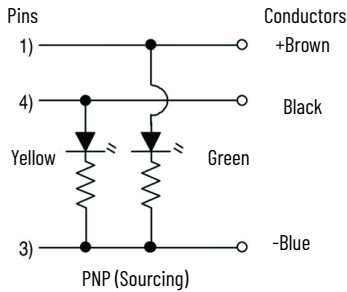 Pins Conductors
1) +Brown
4) Black
Yellow Green
3) -Blue
PNP (Sourcing)